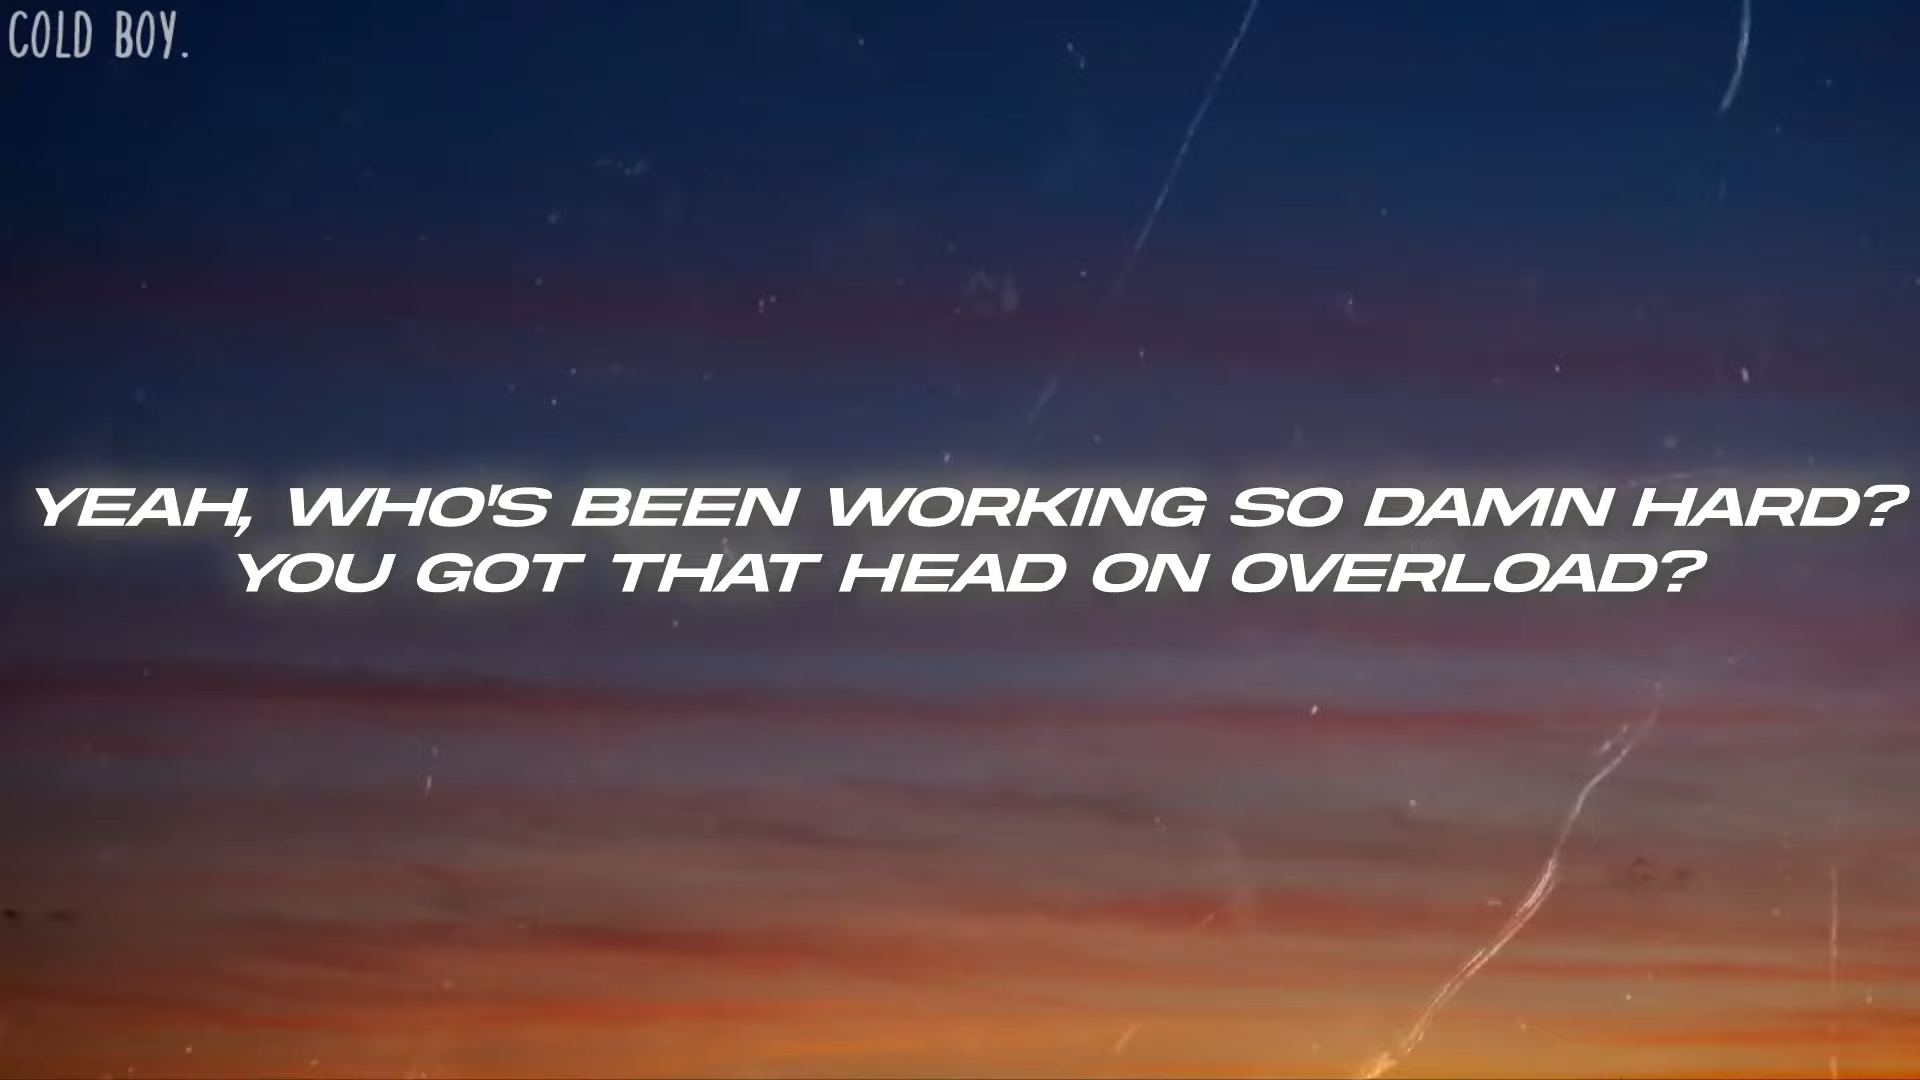 COLD BOY.
YEAH, WHO'S BEEN WORKING SO DAMN HARD?
YOU GOT THAT HEAD ON OVERLOAD?